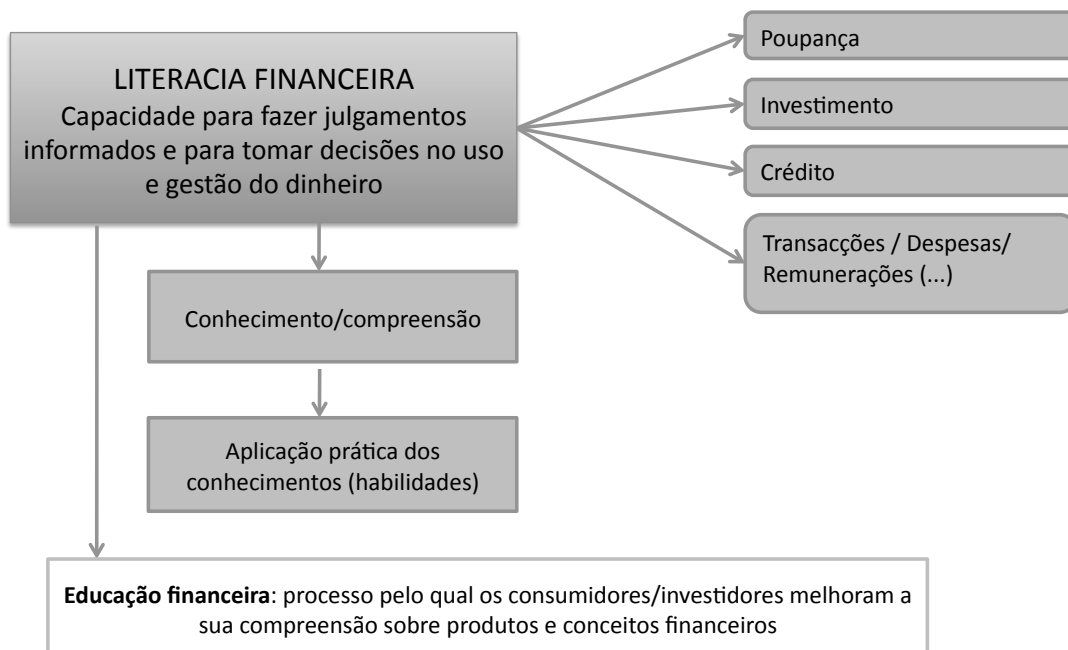 LITERACIA FINANCEIRA
Capacidade para fazer julgamentos
informados e para tomar decisões no uso
e gestão do dinheiro
Poupança
Investimento
Crédito
Transacções / Despesas/
Remunerações (...)
Conhecimento/compreensão
Aplicação prática dos
conhecimentos (habilidades)
Educação financeira: processo pelo qual os consumidores/investidores melhoram a
sua compreensão sobre produtos e conceitos financeiros